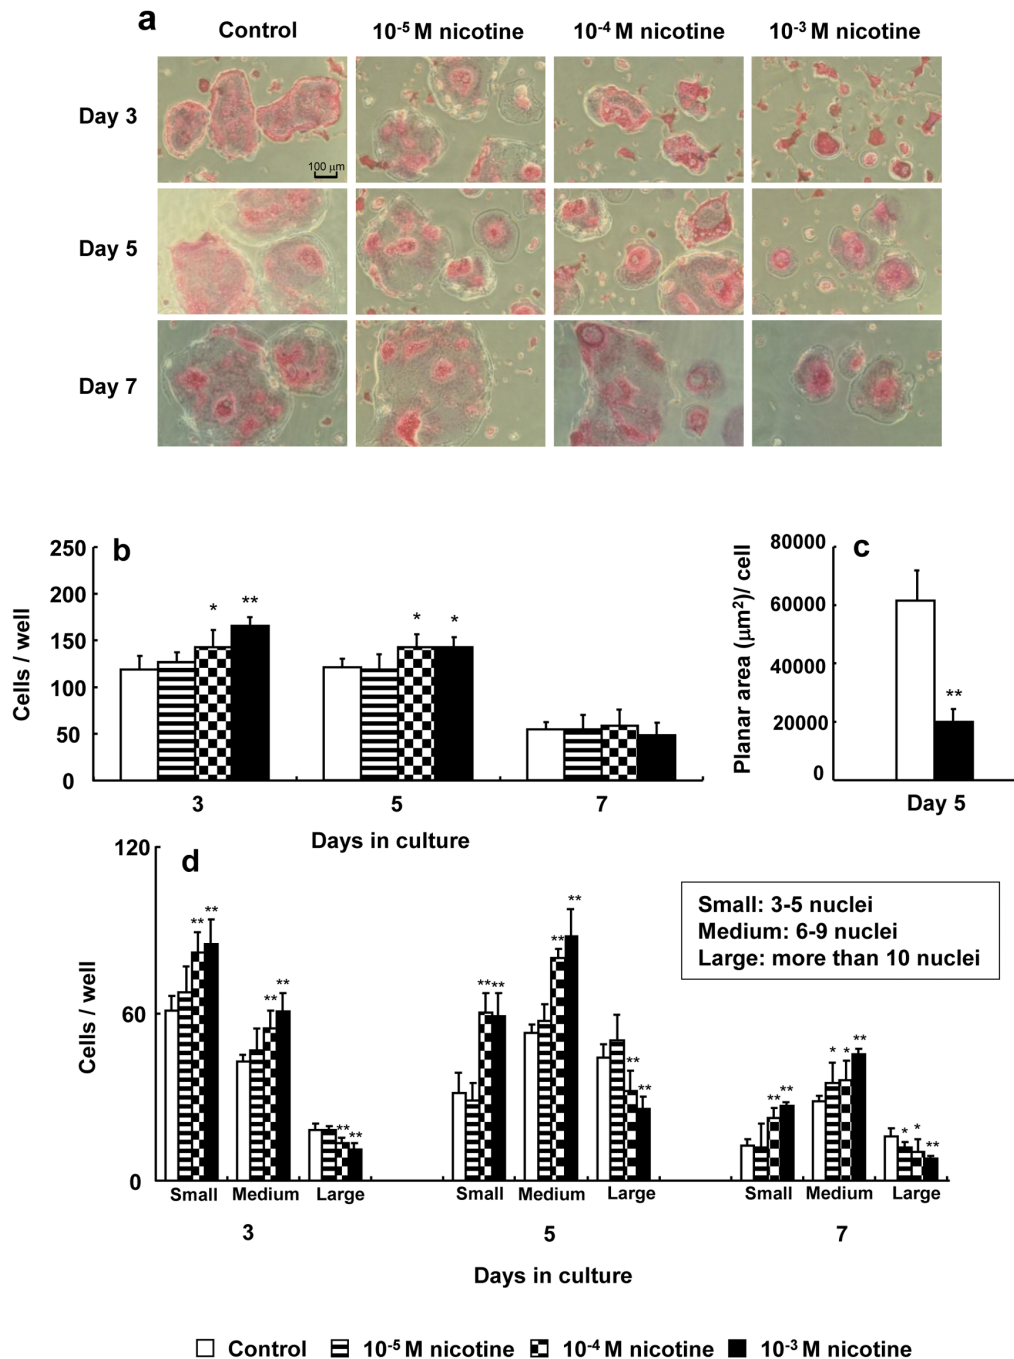 a
Control 10-5 M nicotine 10-4 M nicotine 10-3 M nicotine
Day 3
100 μm
Day 5
Day 7
b
250
200
150
100
50
0
Cells / well
* **
* *
3 5 7
Days in culture
c
80000
60000
40000
20000
0
Planar area (μm2)/ cell
**
Day 5
d
120
60
0
Cells / well
Small: 3-5 nuclei
Medium: 6-9 nuclei
Large: more than 10 nuclei
** ** ** ** ** **
** ** ** ** ** **
** ** * * ** * * **
Small Medium Large Small Medium Large Small Medium Large
3 5 7
Days in culture
Control 10-5 M nicotine 10-4 M nicotine 10-3 M nicotine